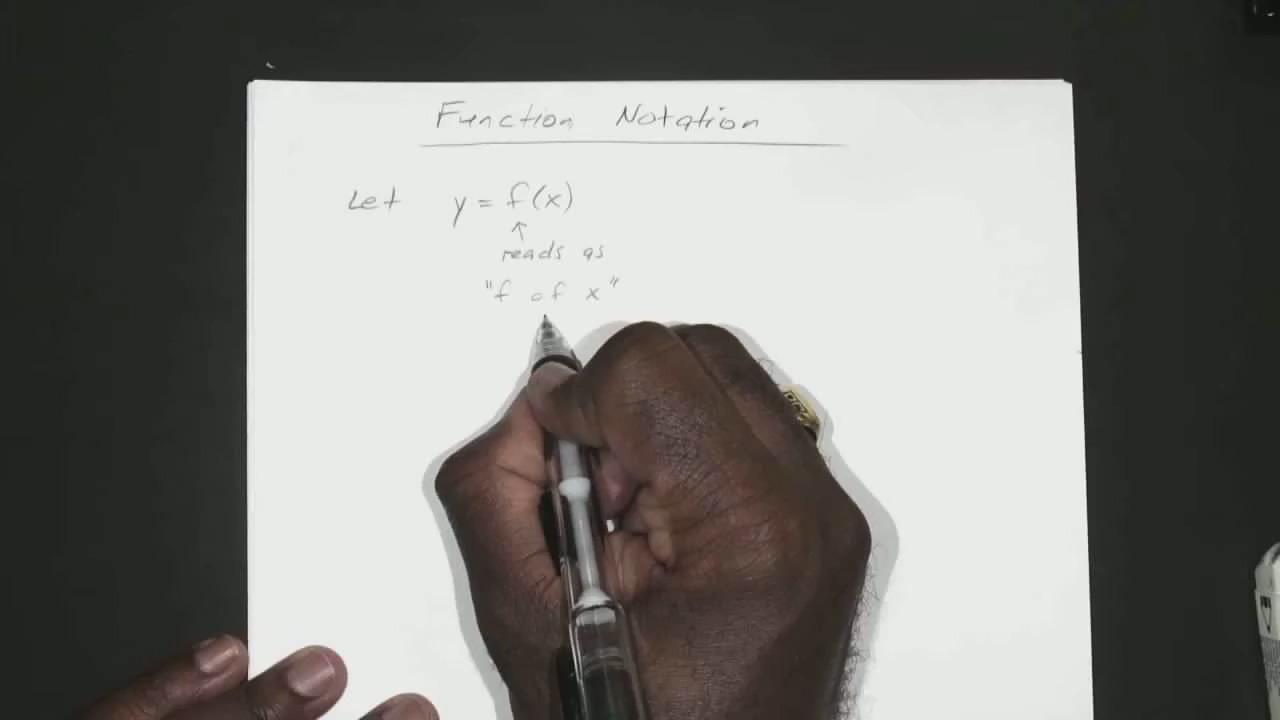 Function Notation
Let y = f(x)
↑
reads as
"f of x"